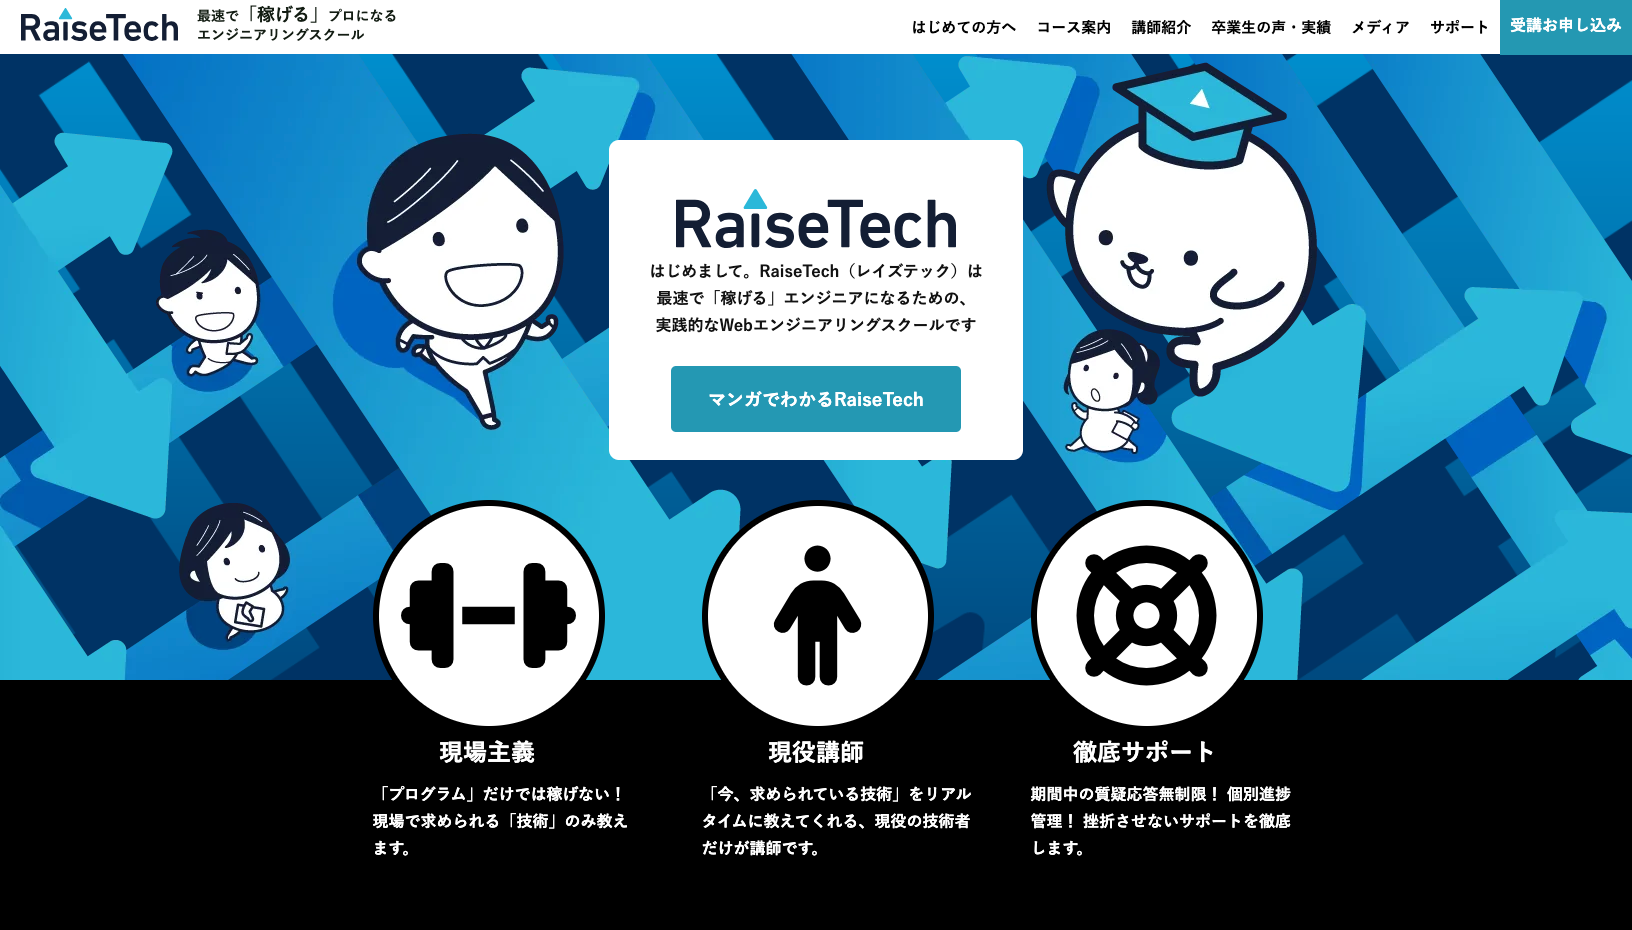 RaiseTech
最速で「稼げる」プロになる
エンジニアリングスクール
はじめての方へ
コース案内
講師紹介
卒業生の声・実績
メディア
サポート
受講お申し込み
RaiseTech
はじめまして。RaiseTech（レイズテック）は
最速で「稼げる」エンジニアになるための、
実践的なWebエンジニアリングスクールです
マンガでわかるRaiseTech
現場主義
「プログラム」だけでは稼げない！
現場で求められる「技術」のみ教え
ます。
現役講師
「今、求められている技術」をリアル
タイムに教えてくれる、現役の技術者
だけが講師です。
徹底サポート
期間中の質疑応答無制限！ 個別進捗
管理！ 挫折させないサポートを徹底
します。